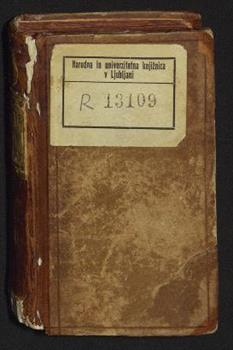 Narodna in univerzitetna knjižnica
v Ljubljani
R 13109